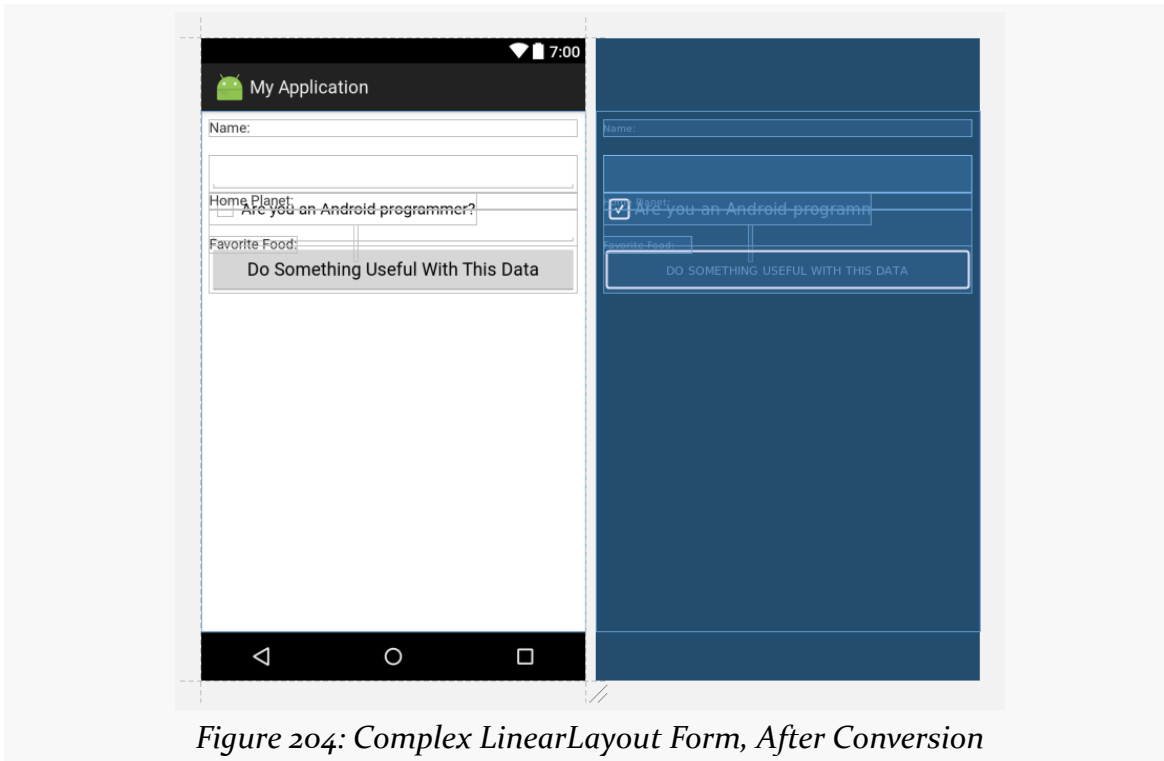 7:00
My Application
Name:
Home Planet:
Are you an Android programmer?
Favorite Food:
Do Something Useful With This Data
Name:
Home Planet:
Are you an Android programm
Favorite Food:
DO SOMETHING USEFUL WITH THIS DATA
Figure 204: Complex LinearLayout Form, After Conversion